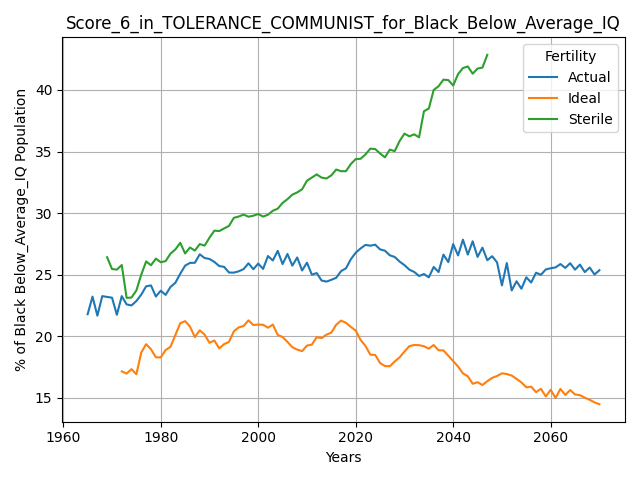 Score_6_in_TOLERANCE_COMMUNIST_for_Black_Below_Average_IQ
% of Black Below_Average_IQ Population
40
35
30
25
20
15
Fertility
Actual
Ideal
Sterile
1960
1980
2000
2020
2040
2060
Years